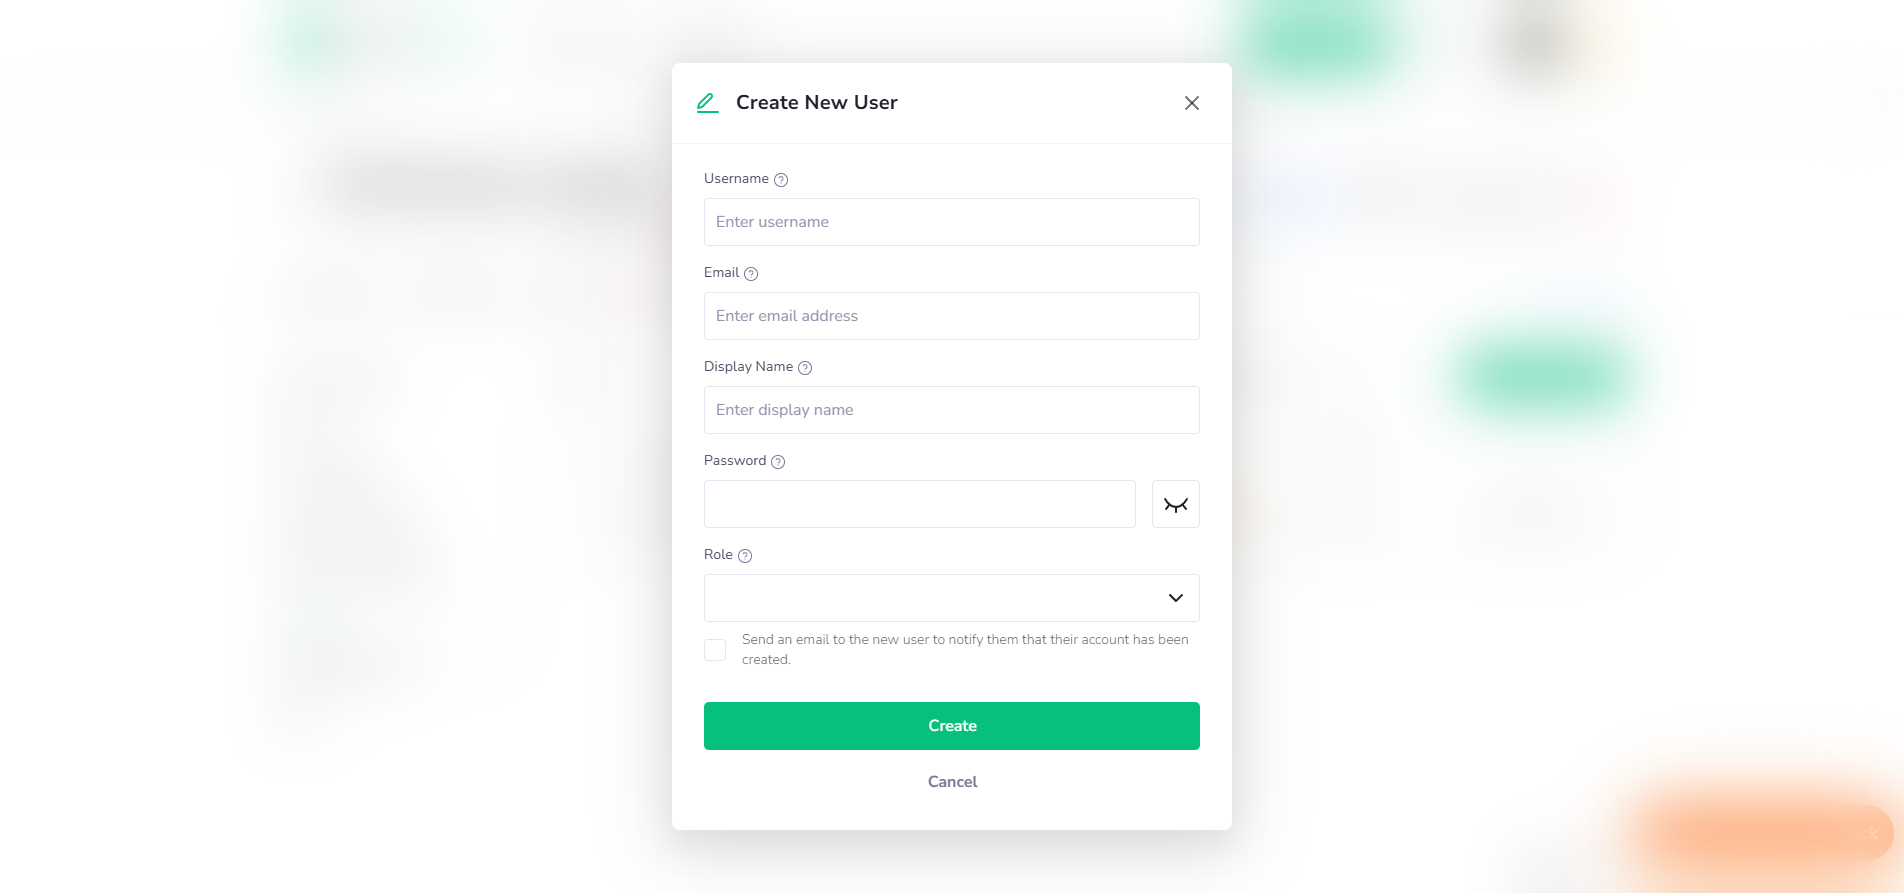 Create New User
Username
Enter username
Email
Enter email address
Display Name
Enter display name
Password
Role
Send an email to the new user to notify them that their account has been
created.
Create
Cancel